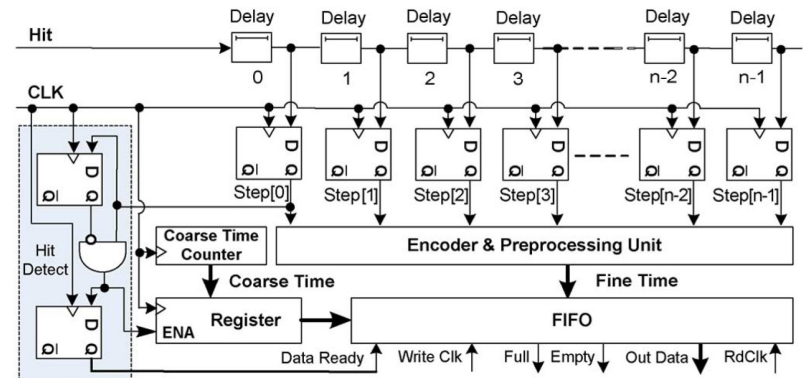 Delay Delay Delay Delay Delay Delay
Hit
0 1 2 3 n-2 n-1
CLK
D Q Q D Q Q D Q Q D Q Q D Q Q D Q Q D Q Q
Step[0] Step[1] Step[2] Step[3] Step[n-2] Step[n-1]
Hit
Detect
Coarse Time
Counter
Encoder & Preprocessing Unit
Coarse Time Fine Time
D Q Q
ENA Register FIFO
Data Ready Write Clk Full Empty Out Data RdClk